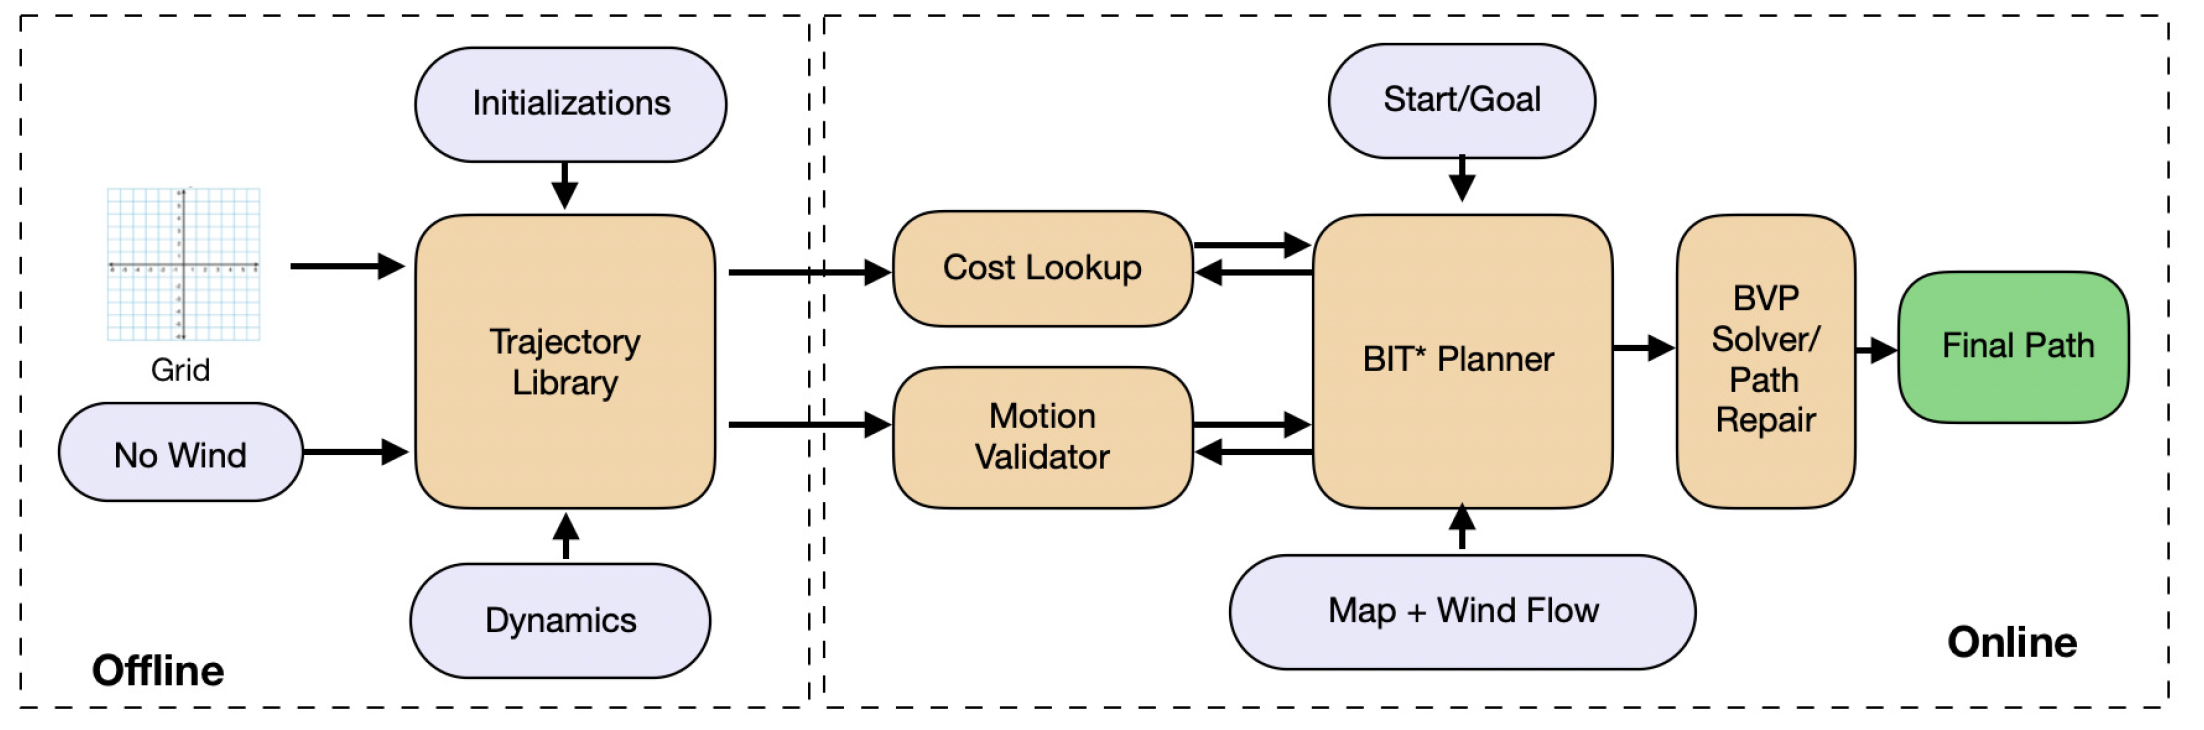 Initializations
Start/Goal
Grid
No Wind
Trajectory
Library
Dynamics
Offline
Cost Lookup
Motion
Validator
BIT* Planner
BVP
Solver/
Path
Repair
Final Path
Map + Wind Flow
Online